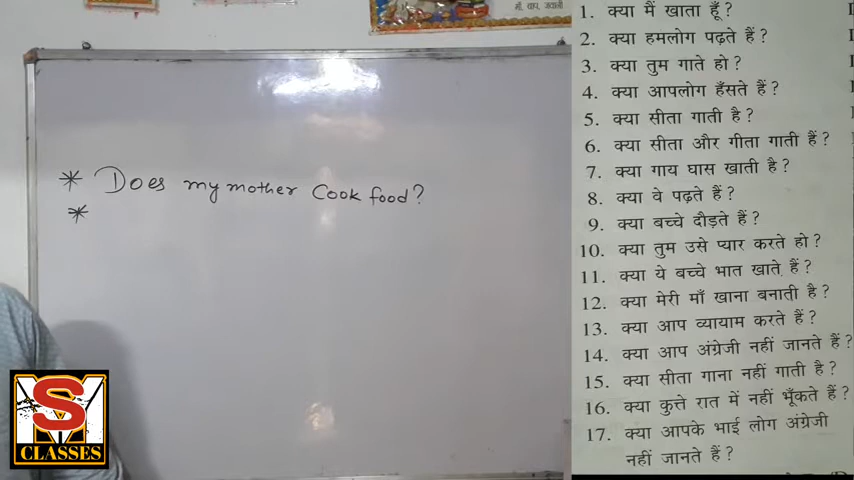 माँ, वाप, जवानी
* Does my mother Cook food?
*
MSV
CLASSES
1. क्या मैं खाता हूँ?
2. क्या हमलोग पढ़ते हैं?
3. क्या तुम गाते हो?
4. क्या आपलोग हँसते हैं?
5. क्या सीता गाती है?
6. क्या सीता और गीता गाती हैं?
7. क्या गाय घास खाती है?
8. क्या वे पढ़ते हैं?
9. क्या बच्चे दौड़ते हैं?
10. क्या तुम उसे प्यार करते हो?
11. क्या ये बच्चे भात खाते हैं?
12. क्या मेरी माँ खाना बनाती है?
13. क्या आप व्यायाम करते हैं?
14. क्या आप अंग्रेजी नहीं जानते हैं?
15. क्या सीता गाना नहीं गाती है?
16. क्या कुत्ते रात में नहीं भूँकते हैं?
17. क्या आपके भाई लोग अंग्रेजी
नहीं जानते हैं?